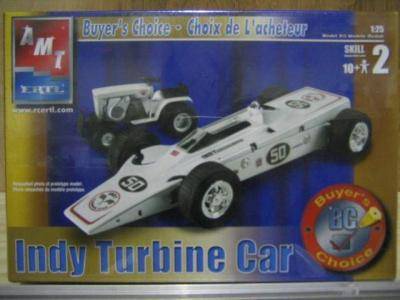 AMT
ERTL
www.rcertl.com
Buyer's Choice • Choix de L'acheteur
1:25
SKILL
2
10+
50
50
Buyer's
BC
Choice
Indy Turbine Car